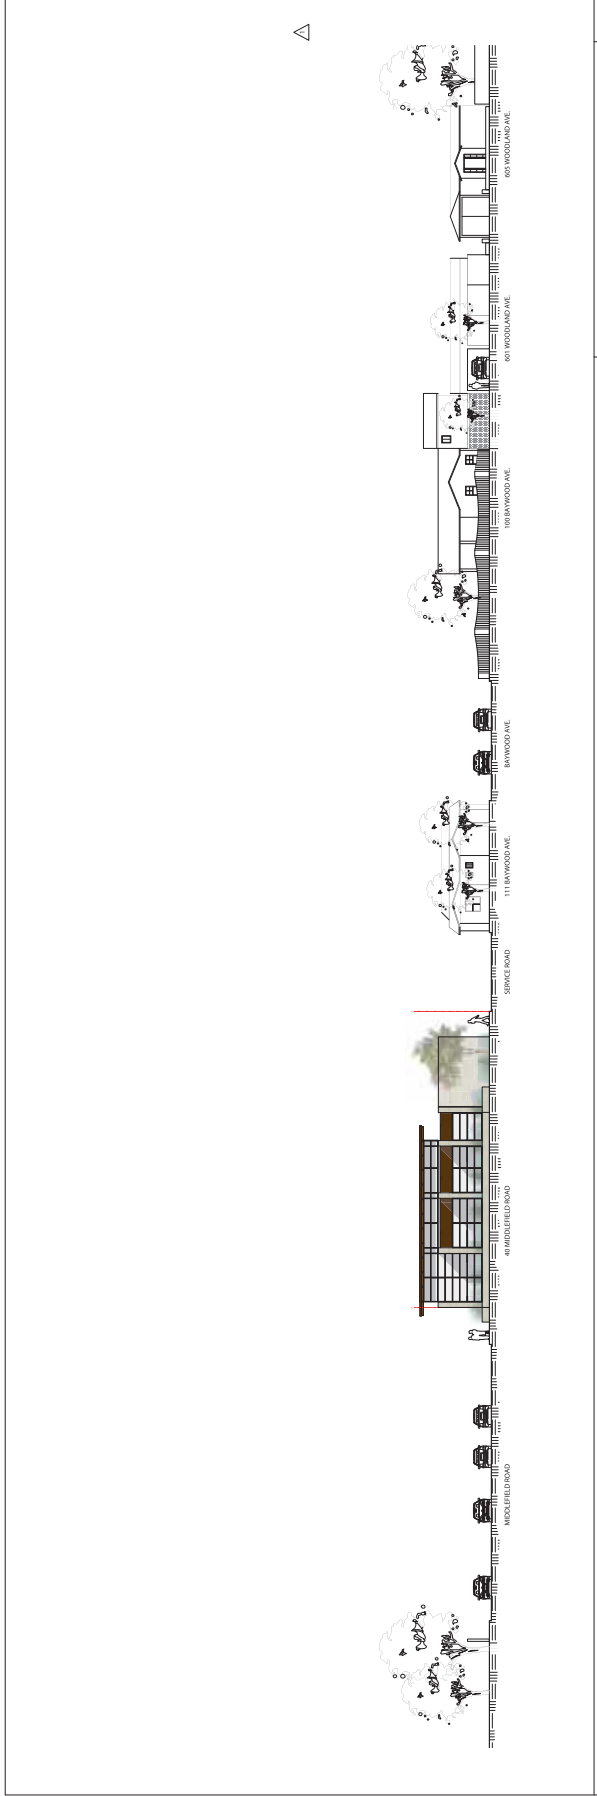 MIDDLEFIELD ROAD
40 MIDDLEFIELD ROAD
SERVICE ROAD
111 BAYWOOD AVE.
BAYWOOD AVE.
100 BAYWOOD AVE.
601 WOODLAND AVE.
605 WOODLAND AVE.